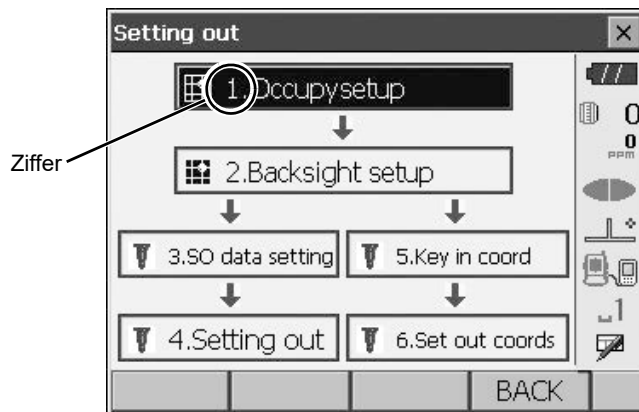 Setting out
1.Occupysetup
Ziffer
2.Backsight setup
3.SO data setting
5.Key in coord
4.Setting out
6.Set out coords
0
0
PPM
1
BACK